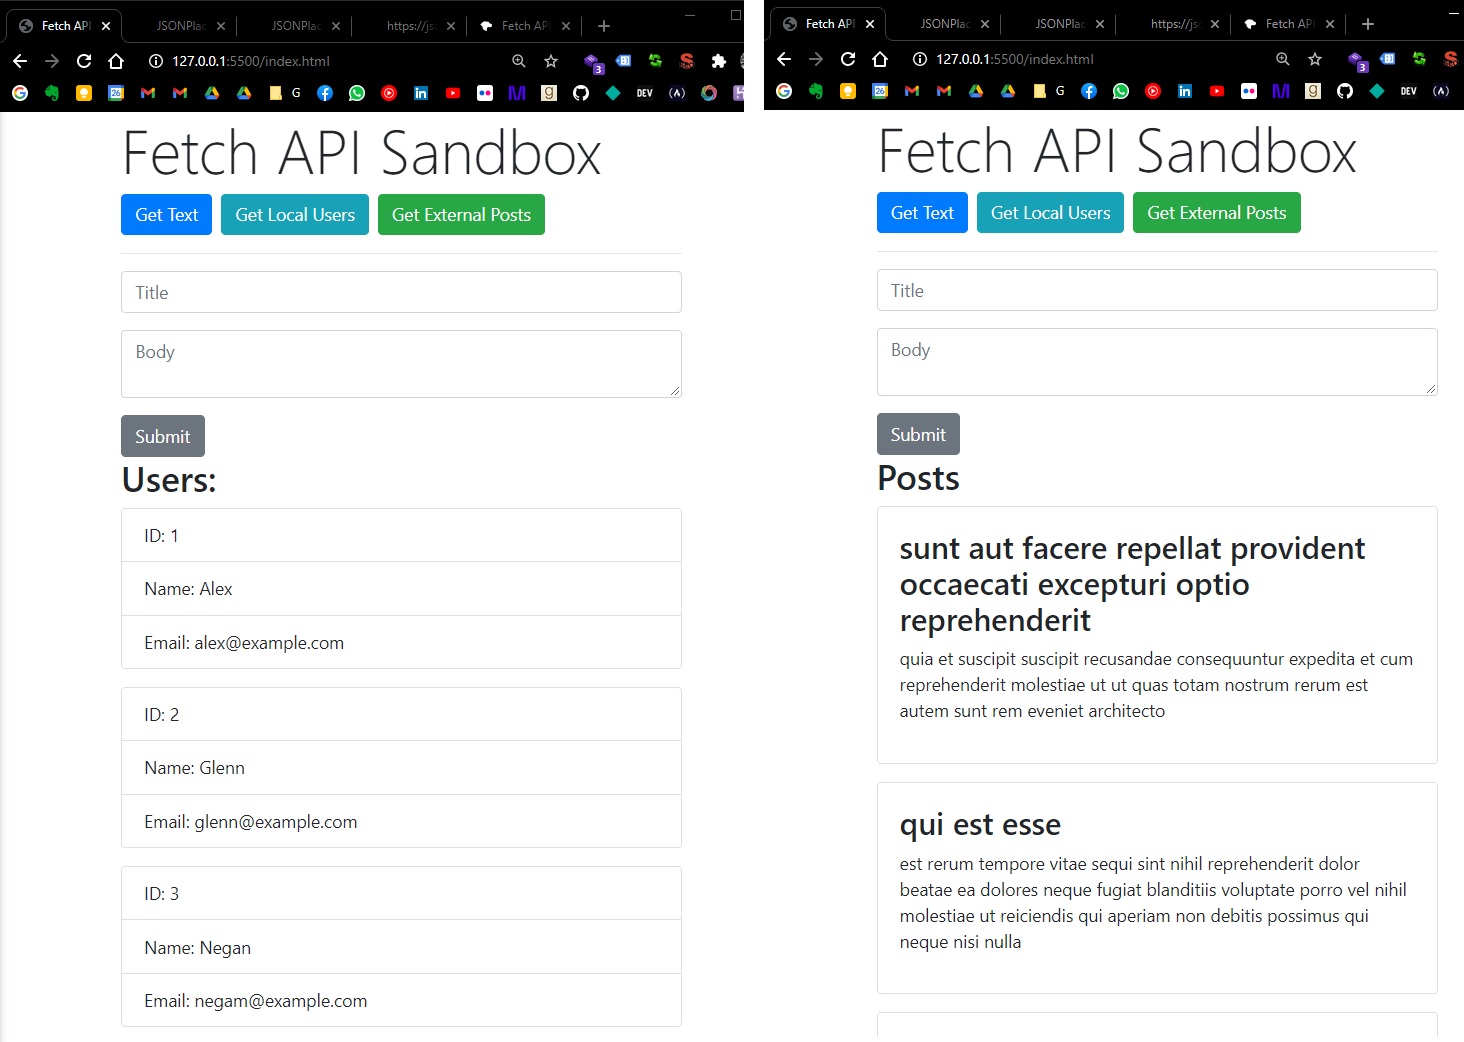 Fetch API
JSONPlac
JSONPlac
https://jso
Fetch API
127.0.0.1:5500/index.html
3
26
G
DEV
Fetch API Sandbox
Get Text
Get Local Users
Get External Posts
Title
Body
Submit
Users:
ID: 1
Name: Alex
Email: alex@example.com
ID: 2
Name: Glenn
Email: glenn@example.com
ID: 3
Name: Negan
Email: negam@example.com
Fetch API
JSONPlac
JSONPlac
https://jso
Fetch API
127.0.0.1:5500/index.html
3
26
G
DEV
Fetch API Sandbox
Get Text
Get Local Users
Get External Posts
Title
Body
Submit
Posts
sunt aut facere repellat provident
occaecati excepturi optio
reprehenderit
quia et suscipit suscipit recusandae consequuntur expedita et cum
reprehenderit molestiae ut ut quas totam nostrum rerum est
autem sunt rem eveniet architecto
qui est esse
est rerum tempore vitae sequi sint nihil reprehenderit dolor
beatae ea dolores neque fugiat blanditiis voluptate porro vel nihil
molestiae ut reiciendis qui aperiam non debitis possimus qui
neque nisi nulla